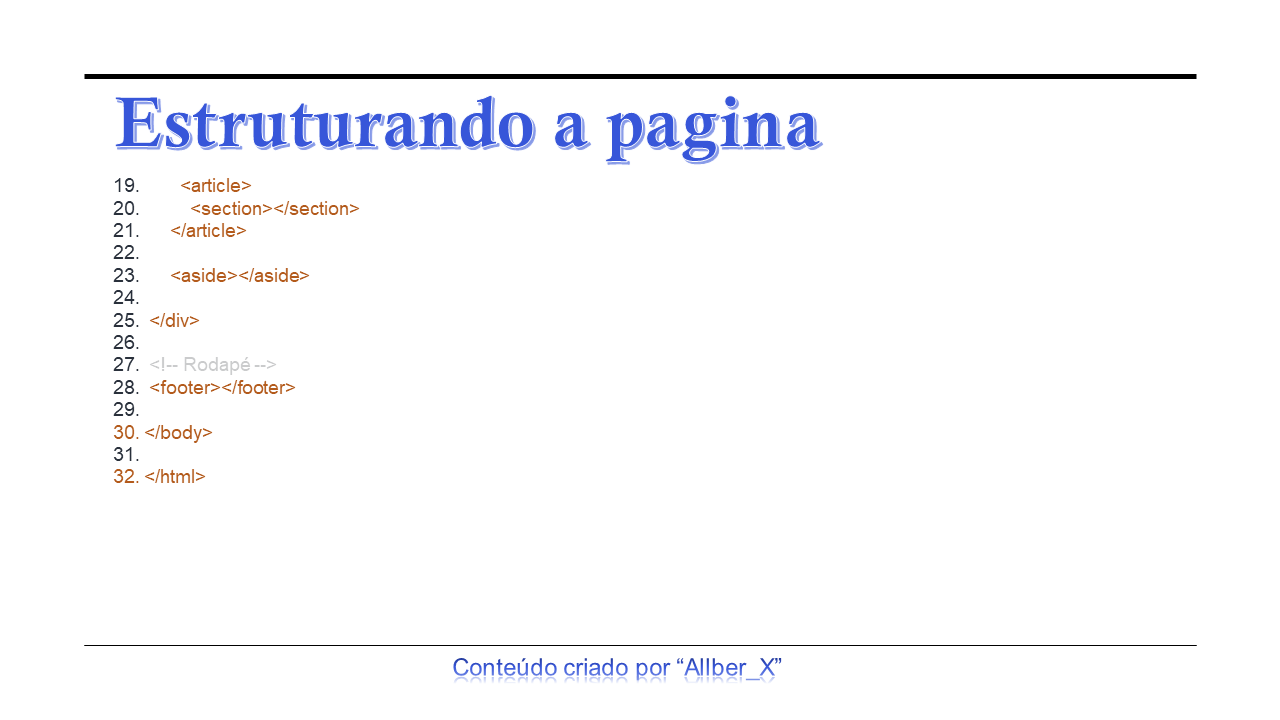 Estruturando a pagina
19. <article>
20. <section></section>
21. </article>
22.
23. <aside></aside>
24.
25. </div>
26.
27. <!-- Rodapé -->
28. <footer></footer>
29.
30. </body>
31.
32. </html>
Conteúdo criado por “Allber_X”